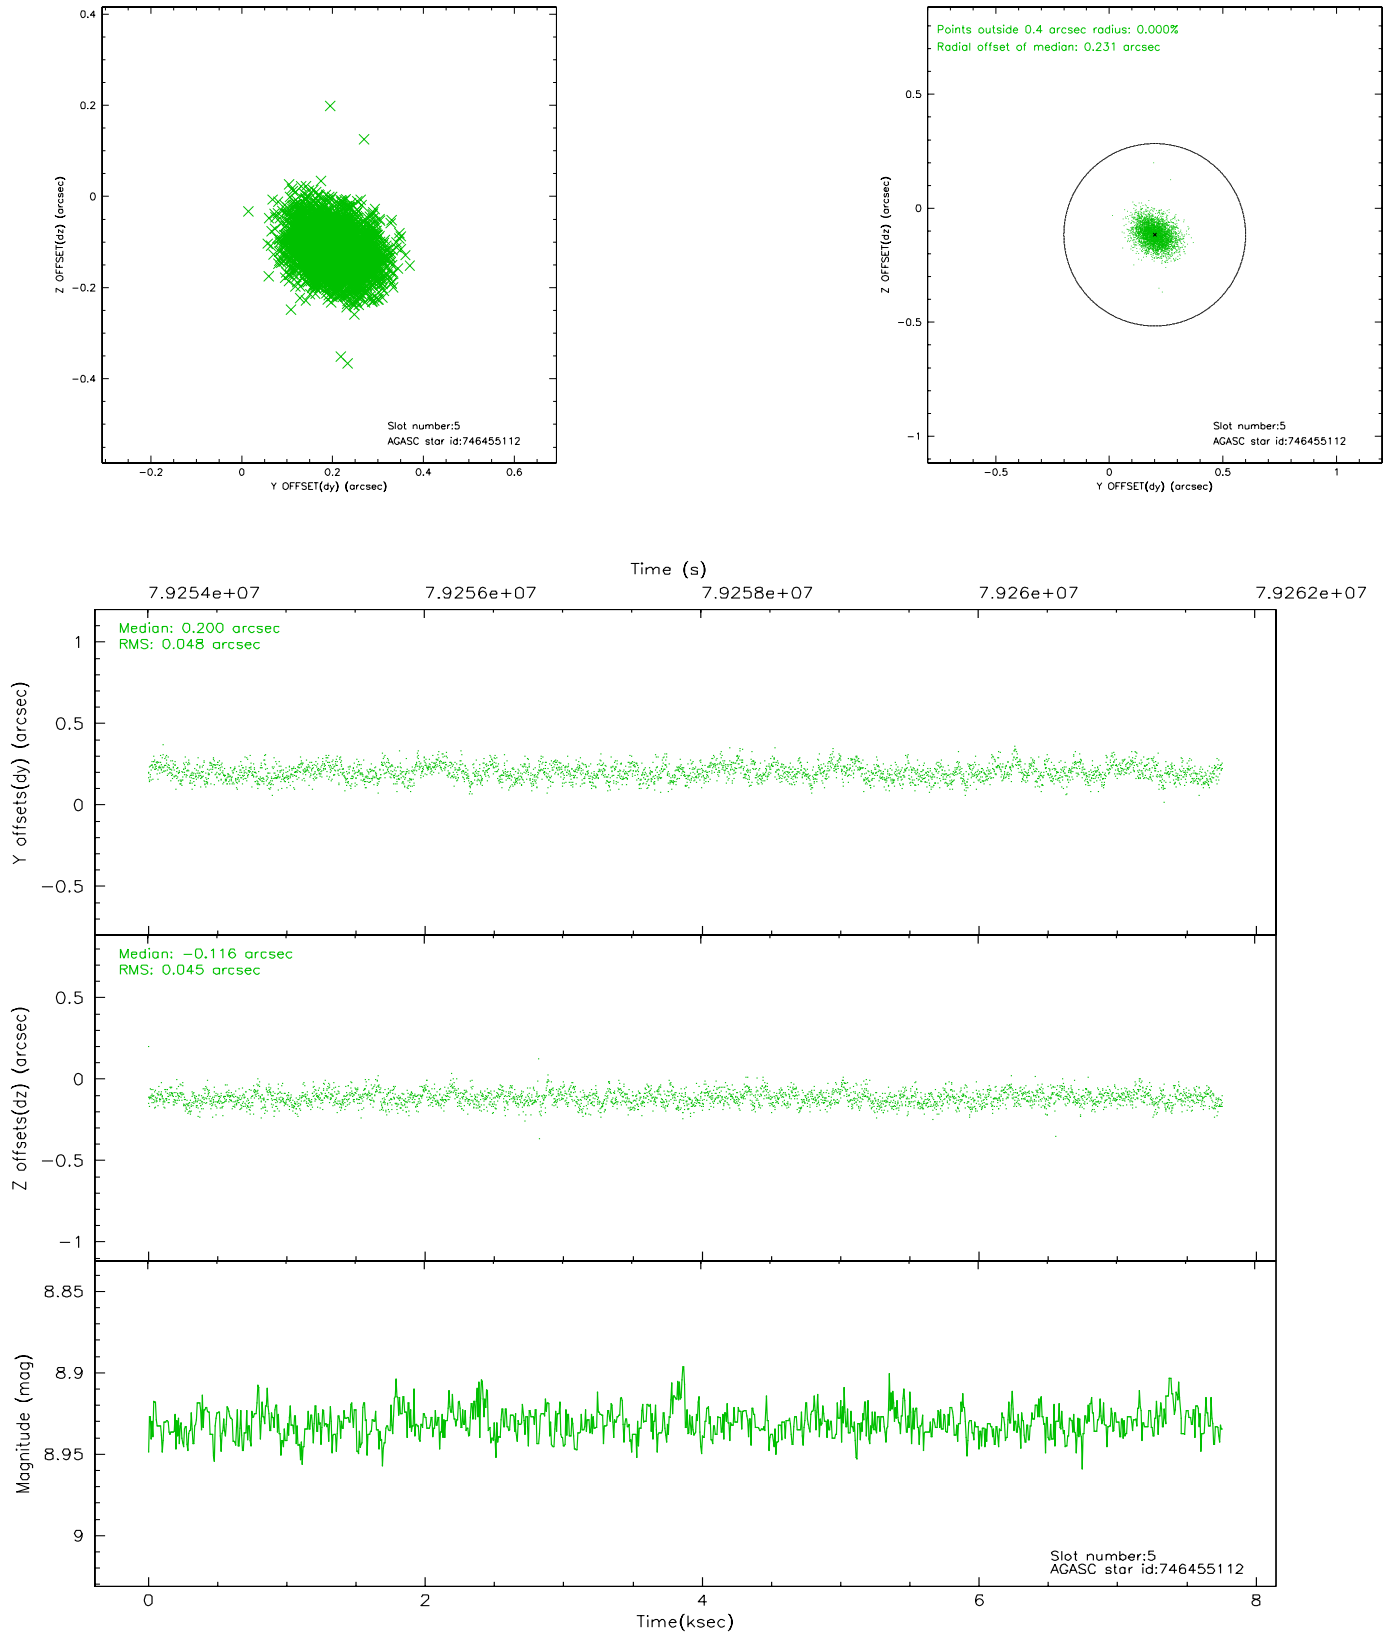 0.4
0.2
0
−0.2
−0.4
Z OFFSET(dz) (arcsec)
Slot number:5
AGASC star id:746455112
−0.2
0
0.2
0.4
0.6
Y OFFSET(dy) (arcsec)
Points outside 0.4 arcsec radius: 0.000%
Radial offset of median: 0.231 arcsec
0.5
0
−0.5
−1
Z OFFSET(dz) (arcsec)
Slot number:5
AGASC star id:746455112
−0.5
0
0.5
1
Y OFFSET(dy) (arcsec)
Time (s)
7.9254e+07
7.9256e+07
7.9258e+07
7.926e+07
7.9262e+07
Median: 0.200 arcsec
RMS: 0.048 arcsec
1
0.5
0
−0.5
Y offsets(dy) (arcsec)
Median: −0.116 arcsec
RMS: 0.045 arcsec
0.5
0
−0.5
−1
Z offsets(dz) (arcsec)
8.85
8.9
8.95
9
Magnitude (mag)
Slot number:5
AGASC star id:746455112
0
2
4
6
8
Time(ksec)